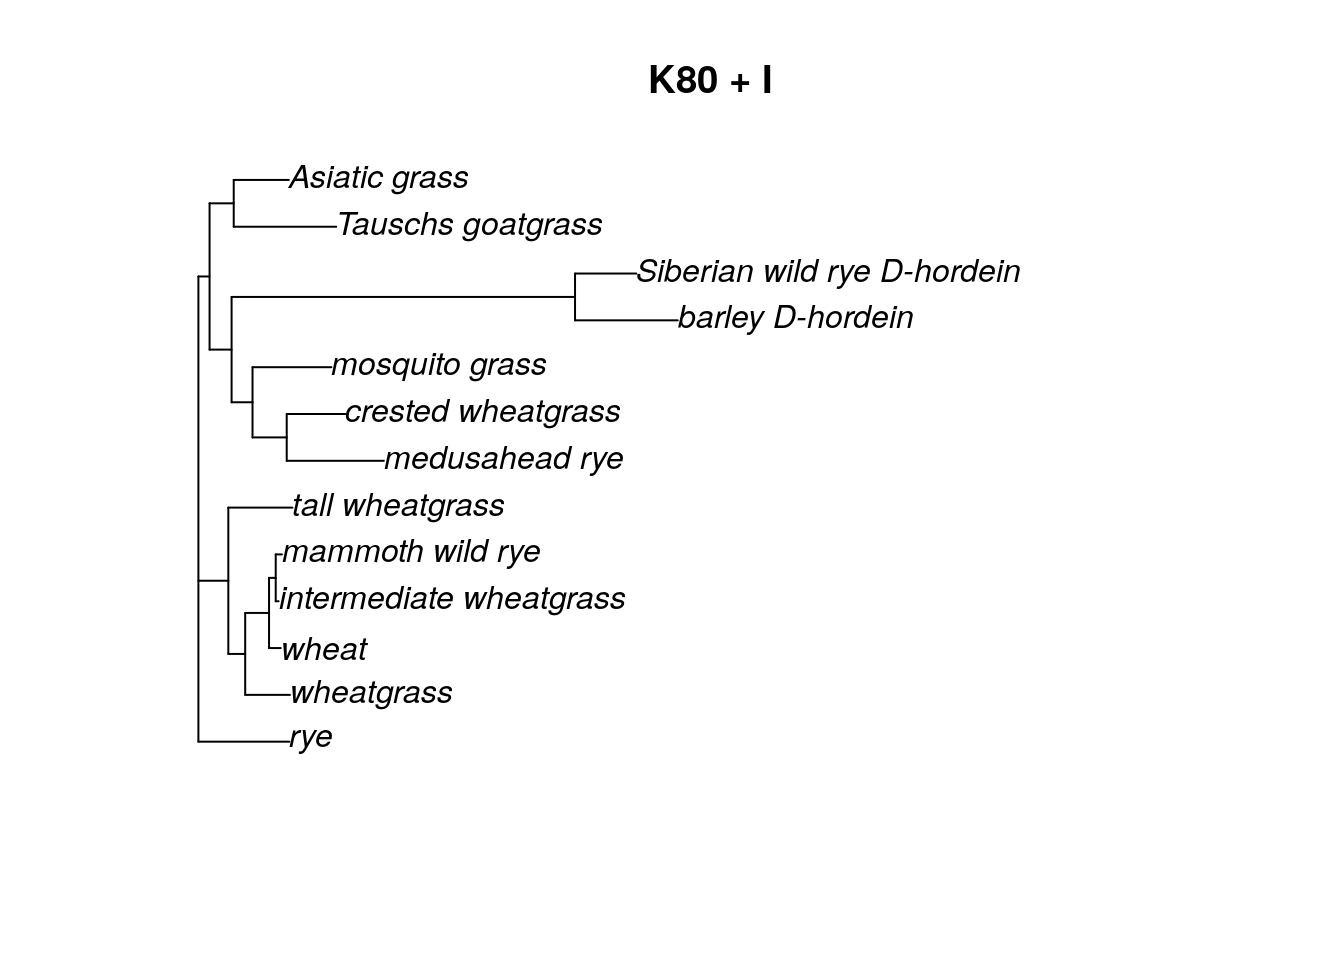 K80 + I
Asiatic grass
Tauschs goatgrass
Siberian wild rye D-hordein
barley D-hordein
mosquito grass
crested wheatgrass
medusahead rye
tall wheatgrass
mammoth wild rye
intermediate wheatgrass
wheat
wheatgrass
rye